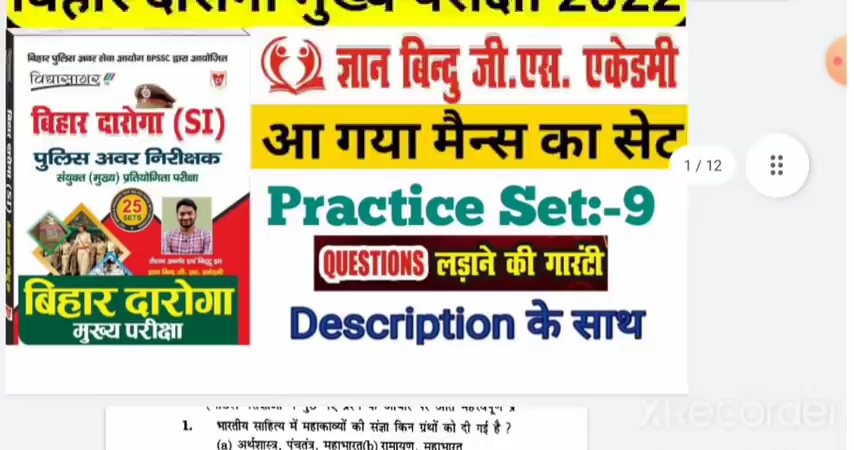 बिहार दारोगा मुख्य परीक्षा 2022
बिहार पुलिस अवर सेवा आयोग BPSSC द्वारा आयोजित
विद्यासागर
बिहार दारोगा (SI)
पुलिस अवर निरीक्षक
संयुक्त (मुख्य) प्रतियोगिता परीक्षा
25
SETS
बिहार दारोगा
मुख्य परीक्षा
बिहार दारोगा (SI)
ज्ञान बिन्दु जी.एस. एकेडमी
आ गया मैन्स का सेट
Practice Set:-9
QUESTIONS लड़ाने की गारंटी
Description के साथ
1 / 12
XRecorder
1. भारतीय साहित्य में महाकाव्यों की संज्ञा किन ग्रंथों को दी गई है ?
(a) अर्थशास्त्र, पंचतंत्र, महाभारत(b) रामायण, महाभारत